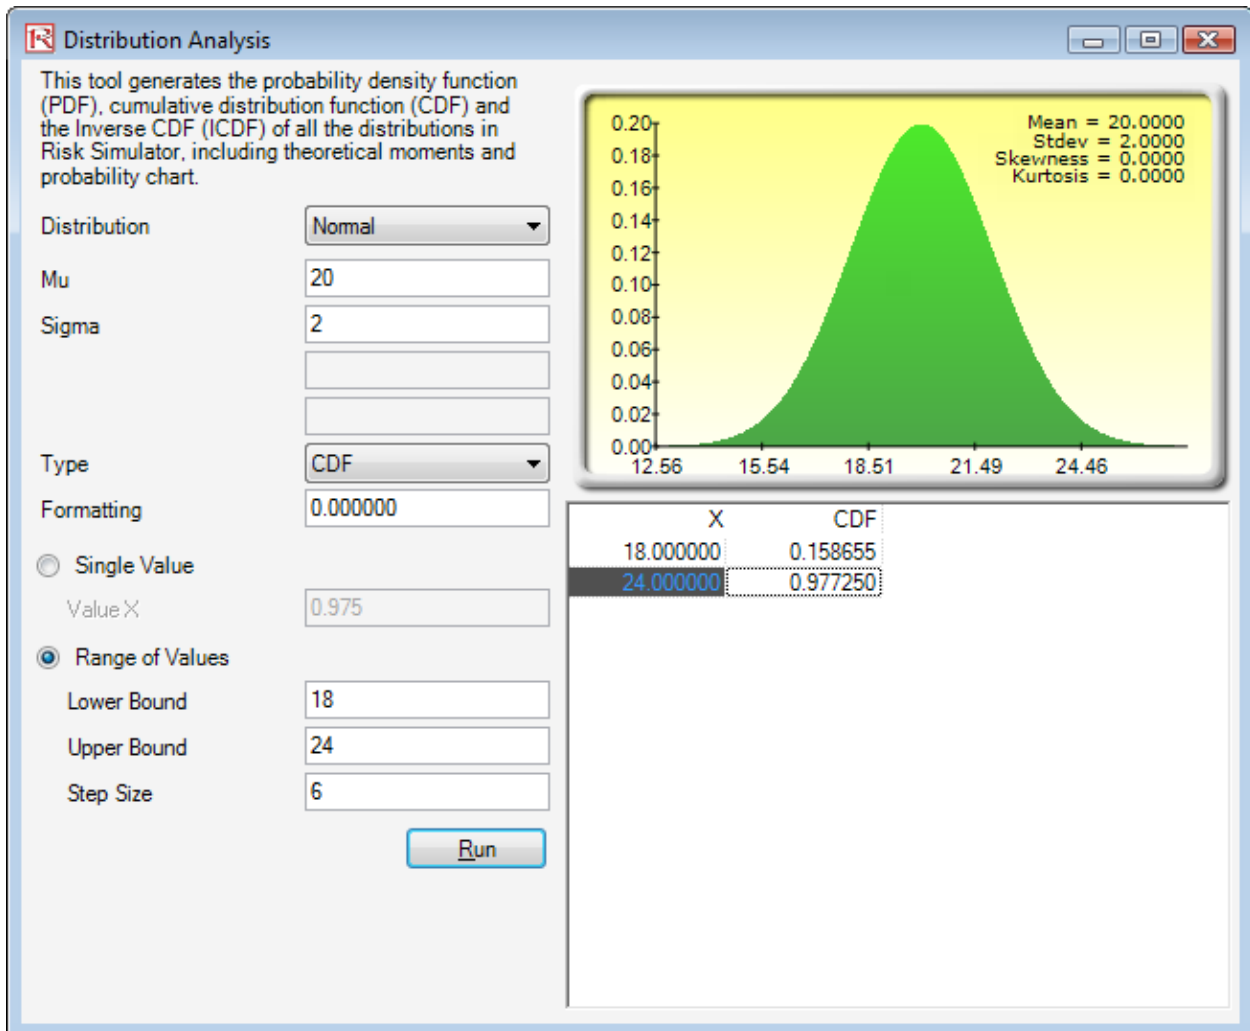 Distribution Analysis
This tool generates the probability density function
(PDF), cumulative distribution function (CDF) and
the Inverse CDF (ICDF) of all the distributions in
Risk Simulator, including theoretical moments and
probability chart.
Distribution Normal
Mu 20
Sigma 2
Type CDF
Formatting 0.000000
Single Value
Value X 0.975
Range of Values
Lower Bound 18
Upper Bound 24
Step Size 6
Run
Mean = 20.0000
Stdev = 2.0000
Skewness = 0.0000
Kurtosis = 0.0000
0.20
0.18
0.16
0.14
0.12
0.10
0.08
0.06
0.04
0.02
0.00
12.56 15.54 18.51 21.49 24.46
X CDF
18.000000 0.158655
24.000000 0.977250